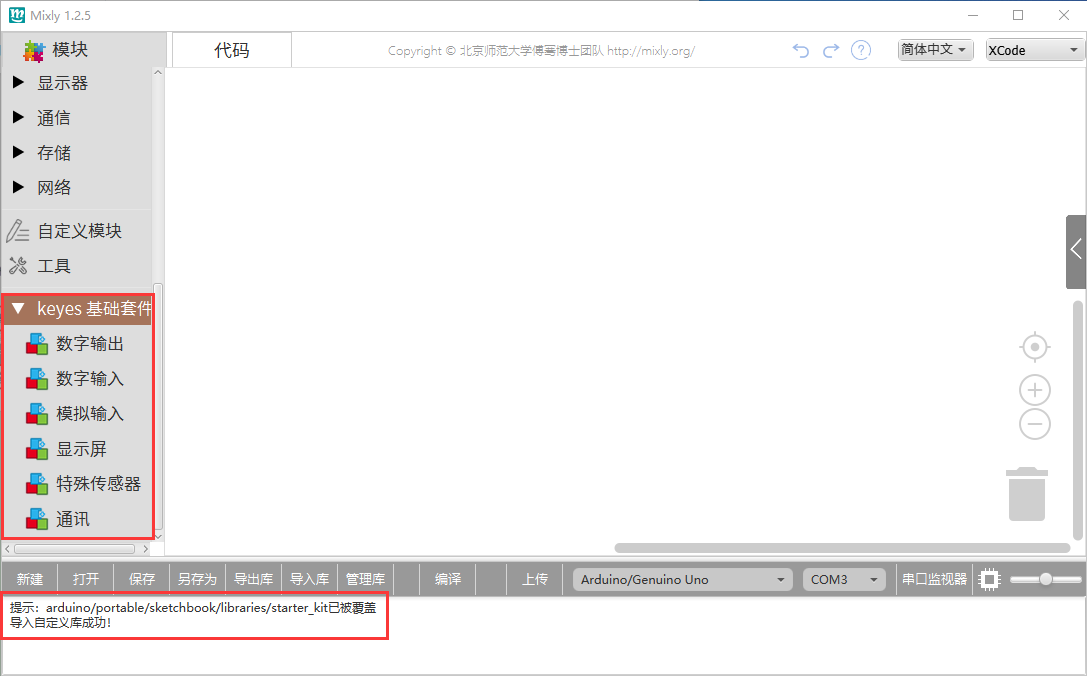 Mixly 1.2.5
模块
代码
Copyright © 北京师范大学傅骞博士团队 http://mixly.org/
简体中文
XCode
显示器
通信
存储
网络
自定义模块
工具
keyes 基础套件
数字输出
数字输入
模拟输入
显示屏
特殊传感器
通讯
新建
打开
保存
另存为
导出库
导入库
管理库
编译
上传
Arduino/Genuino Uno
COM3
串口监视器
提示：arduino/portable/sketchbook/libraries/starter_kit已被覆盖
导入自定义库成功！